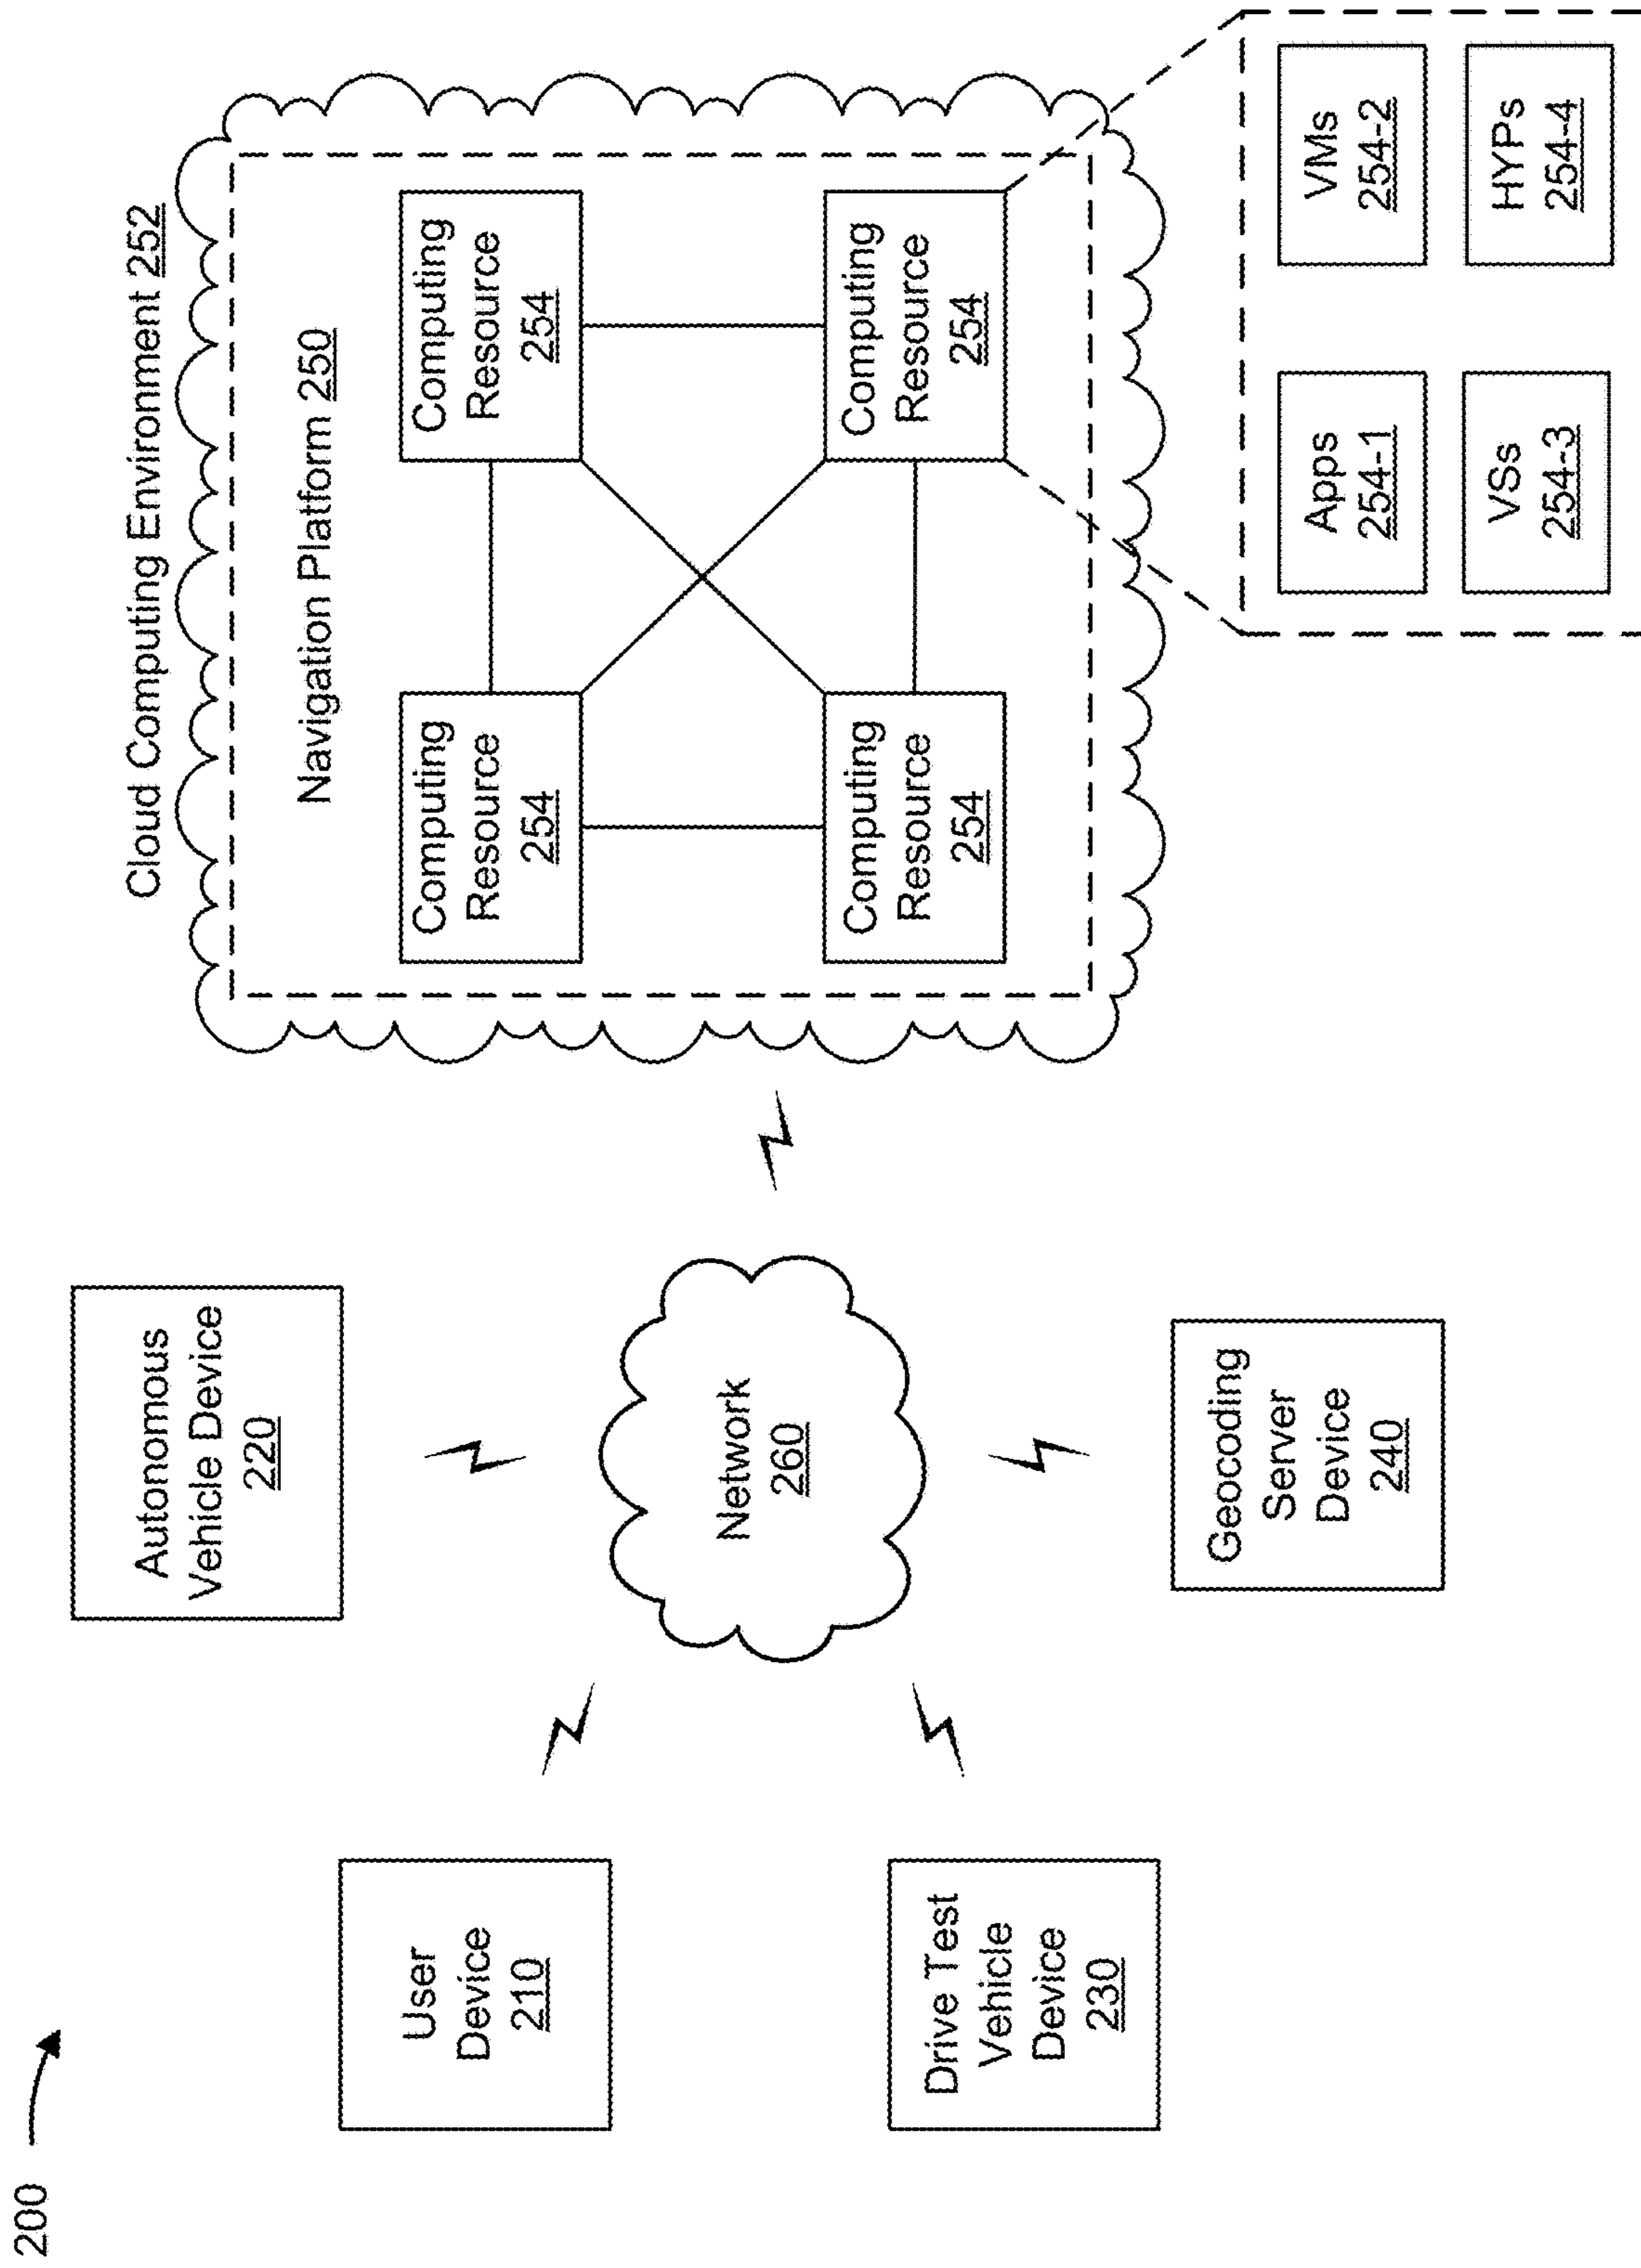 200
Cloud Computing Environment 252
Navigation Platform 250
Computing
Resource
254
Computing
Resource
254
Computing
Resource
254
Computing
Resource
254
Autonomous
Vehicle Device
220
User
Device
210
Network
260
Drive Test
Vehicle
Device
230
Geocoding
Server
Device
240
Apps
254-1
VMs
254-2
VSs
254-3
HYPs
254-4